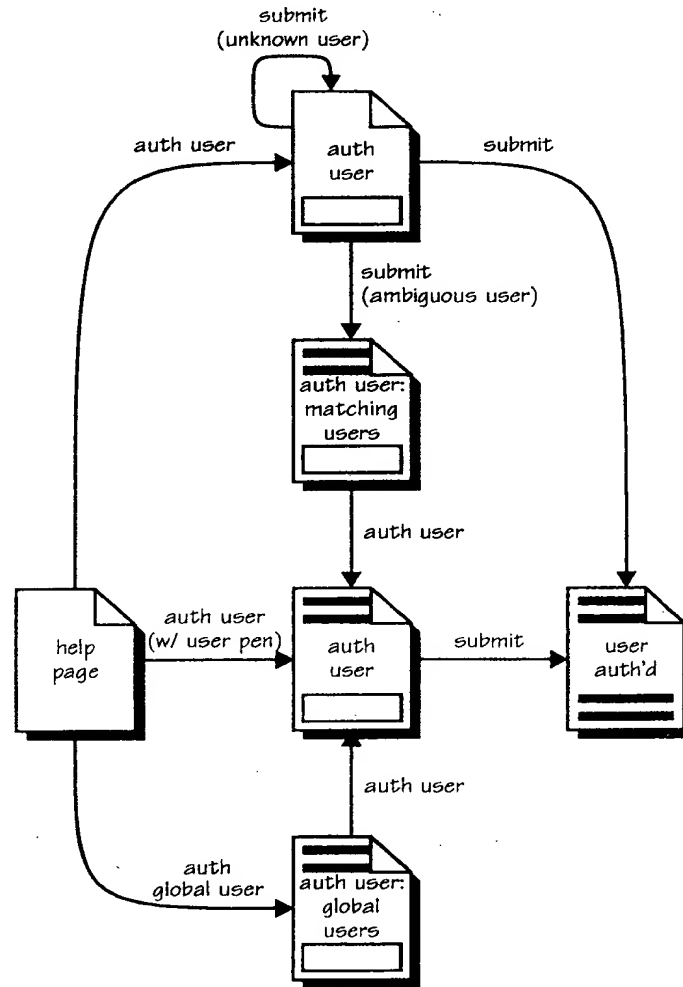 submit
(unknown user)
auth user
auth
user
submit
submit
(ambiguous user)
auth user:
matching
users
auth user
help
page
auth user
(w/ user pen)
auth
user
submit
user
auth'd
auth user
auth
global user
auth user:
global
users